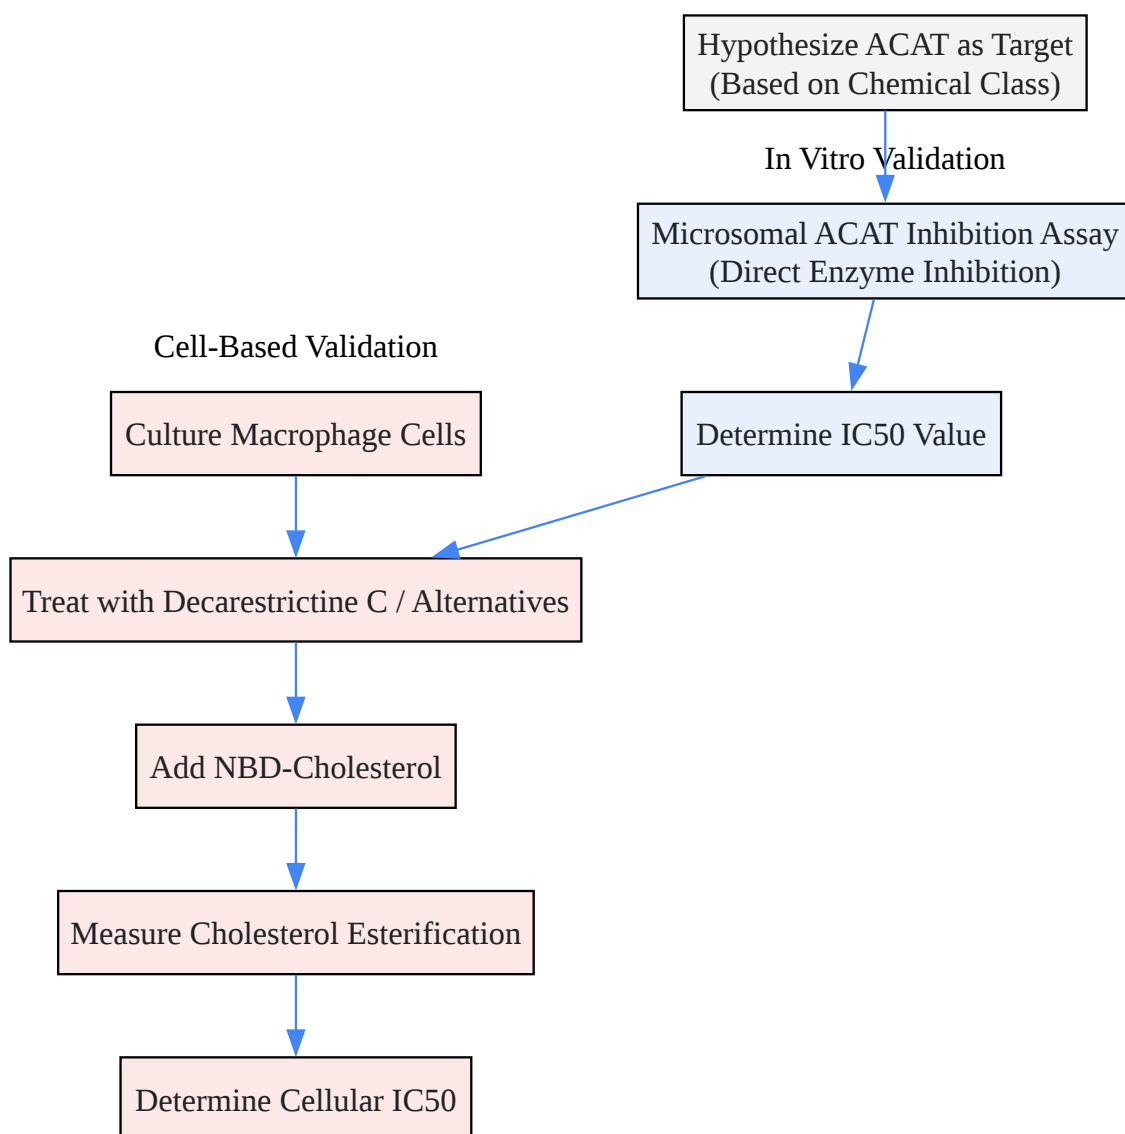 Hypothesize ACAT as Target
(Based on Chemical Class)
In Vitro Validation
Microsomal ACAT Inhibition Assay
(Direct Enzyme Inhibition)
Cell-Based Validation
Culture Macrophage Cells
Determine IC50 Value
Treat with Decarestrictine C / Alternatives
Add NBD-Cholesterol
Measure Cholesterol Esterification
Determine Cellular IC50